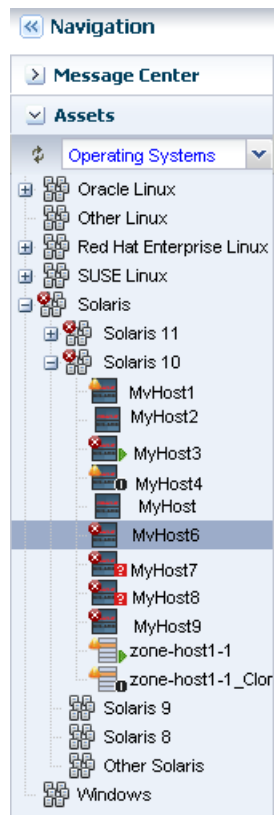 Navigation
Message Center
Assets
Operating Systems
Oracle Linux
Other Linux
Red Hat Enterprise Linux
SUSE Linux
Solaris
Solaris 11
Solaris 10
MyHost1
MyHost2
MyHost3
MyHost4
MyHost
MyHost6
MyHost7
MyHost8
MyHost9
zone-host1-1
zone-host1-1_Clor
Solaris 9
Solaris 8
Other Solaris
Windows